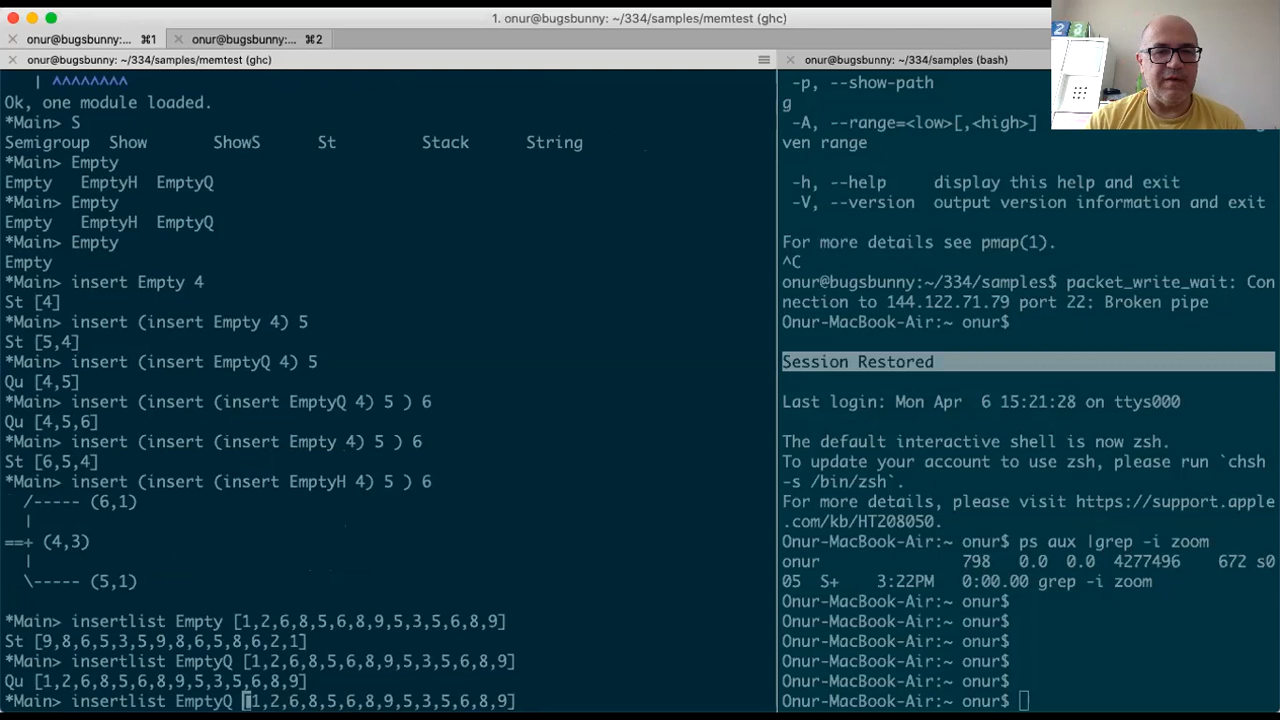 1. onur@bugsbunny: ~/334/samples/memtest (ghc)
onur@bugsbunny:... ⌘1 onur@bugsbunny:... ⌘2
onur@bugsbunny: ~/334/samples/memtest (ghc)
| ^^^^^^^^
Ok, one module loaded.
*Main> S
Semigroup Show ShowS St Stack String
*Main> Empty
Empty EmptyH EmptyQ
*Main> Empty
Empty EmptyH EmptyQ
*Main> Empty
Empty
*Main> insert Empty 4
St [4]
*Main> insert (insert Empty 4) 5
St [5,4]
*Main> insert (insert EmptyQ 4) 5
Qu [4,5]
*Main> insert (insert (insert EmptyQ 4) 5 ) 6
Qu [4,5,6]
*Main> insert (insert (insert Empty 4) 5 ) 6
St [6,5,4]
*Main> insert (insert (insert EmptyH 4) 5 ) 6
/----- (6,1)
|
==+ (4,3)
|
\----- (5,1)
*Main> insertlist Empty [1,2,6,8,5,6,8,9,5,3,5,6,8,9]
St [9,8,6,5,3,5,9,8,6,5,8,6,2,1]
*Main> insertlist EmptyQ [1,2,6,8,5,6,8,9,5,3,5,6,8,9]
Qu [1,2,6,8,5,6,8,9,5,3,5,6,8,9]
*Main> insertlist EmptyQ [1,2,6,8,5,6,8,9,5,3,5,6,8,9]
onur@bugsbunny: ~/334/samples (bash)
-p, --show-path
g
-A, --range=<low>[,<high>]
ven range
-h, --help display this help and exit
-V, --version output version information and exit
For more details see pmap(1).
^C
onur@bugsbunny:~/334/samples$ packet_write_wait: Con
nection to 144.122.71.79 port 22: Broken pipe
Onur-MacBook-Air:~ onur$
Session Restored
Last login: Mon Apr 6 15:21:28 on ttys000
The default interactive shell is now zsh.
To update your account to use zsh, please run `chsh
-s /bin/zsh`.
For more details, please visit https://support.apple
.com/kb/HT208050.
Onur-MacBook-Air:~ onur$ ps aux |grep -i zoom
onur 798 0.0 0.0 4277496 672 s0
05 S+ 3:22PM 0:00.00 grep -i zoom
Onur-MacBook-Air:~ onur$
Onur-MacBook-Air:~ onur$
Onur-MacBook-Air:~ onur$
Onur-MacBook-Air:~ onur$
Onur-MacBook-Air:~ onur$
Onur-MacBook-Air:~ onur$
2 3